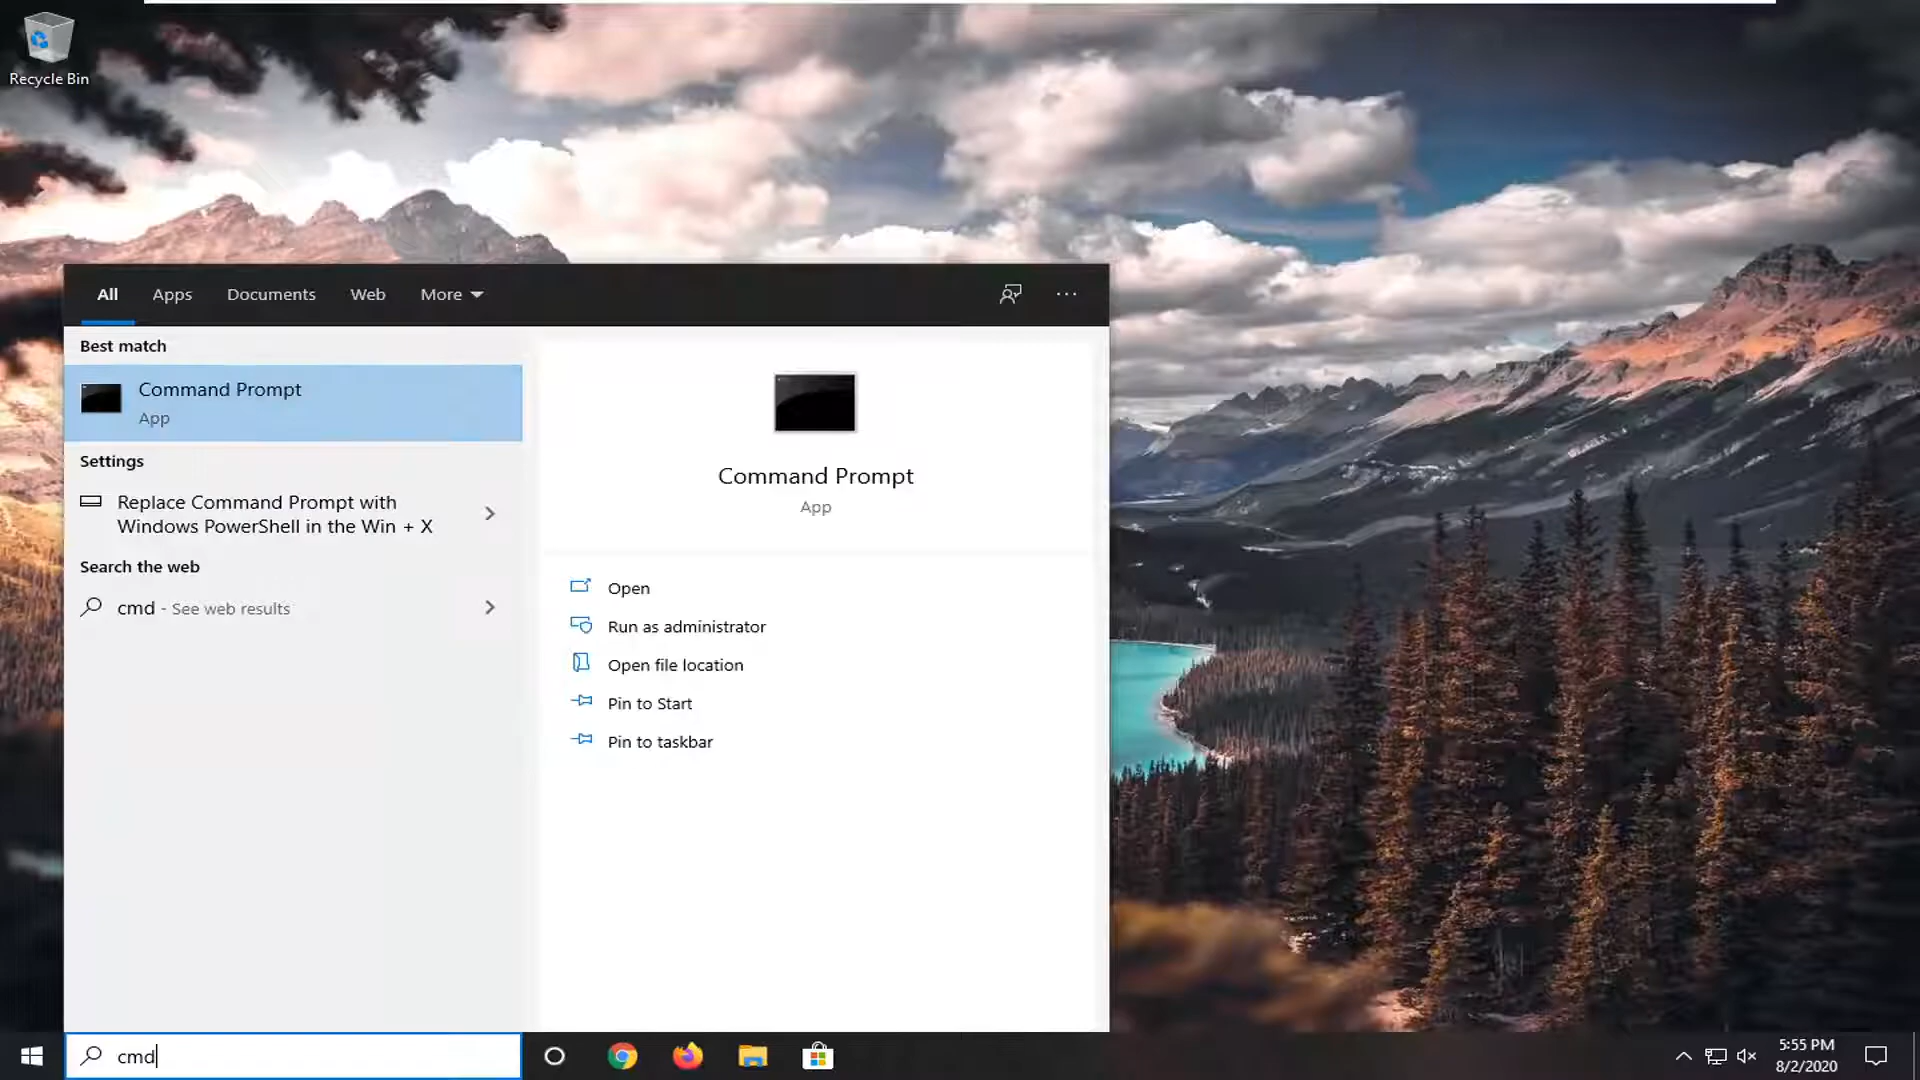 Recycle Bin
All
Apps
Documents
Web
More
Best match
Command Prompt
App
Settings
Replace Command Prompt with
Windows PowerShell in the Win + X
Search the web
cmd - See web results
Command Prompt
App
Open
Run as administrator
Open file location
Pin to Start
Pin to taskbar
cmd
5:55 PM
8/2/2020